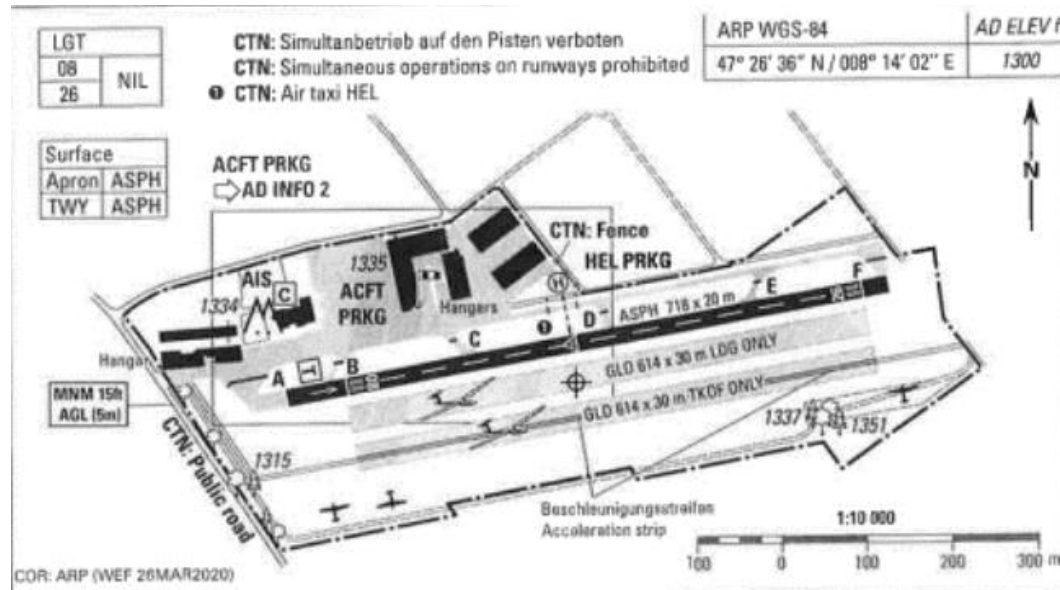 LGT
08
26
NIL
CTN: Simultanbetrieb auf den Pisten verboten
CTN: Simultaneous operations on runways prohibited
❶ CTN: Air taxi HEL
ARP WGS-84
AD ELEV f
47° 26' 36" N / 008° 14' 02" E
1300
Surface
Apron ASPH
TWY ASPH
ACFT PRKG
AD INFO 2
N
CTN: Fence
HEL PRKG
1335
AIS
C
1334
ACFT
PRKG
Hangars
H
❶
D
E
F
ASPH 718 x 20 m
C
Hangar
A
T
B
08
26
GLD 614 x 30 m LDG ONLY
GLD 614 x 30 m TKOF ONLY
MNM 15ft
AGL (5m)
CTN: Public road
1315
1337
1351
Beschleunigungsstreifen
Acceleration strip
1:10 000
100 0 100 200 300 m
COR: ARP (WEF 26MAR2020)